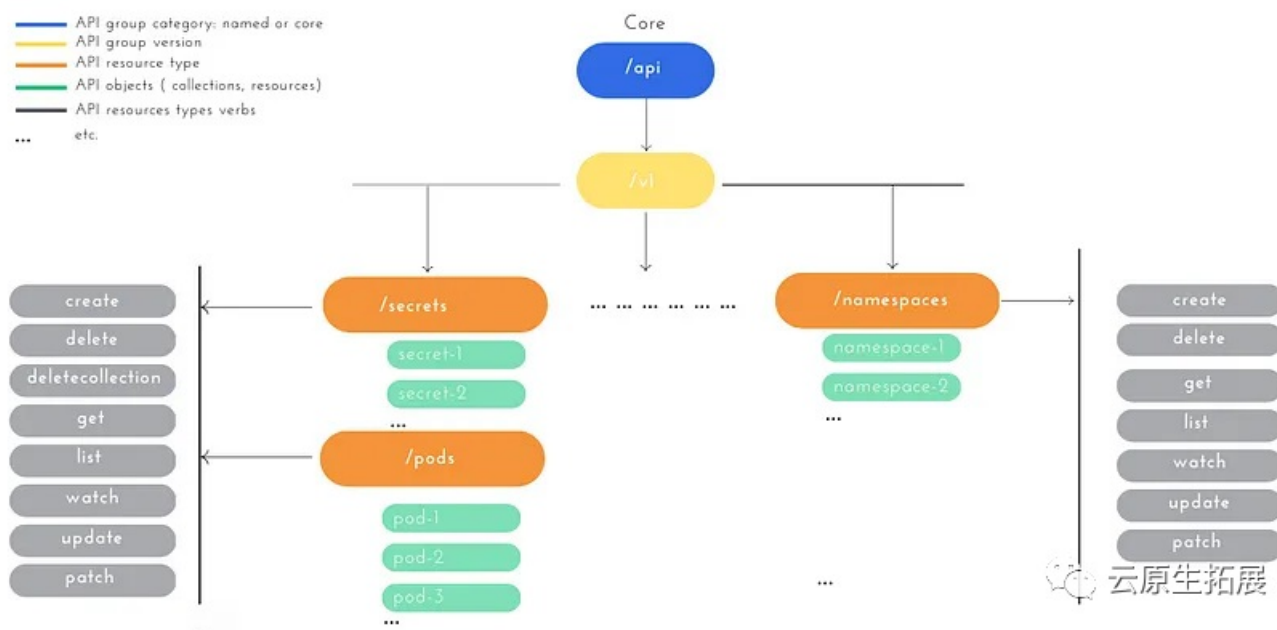 API group category: named or core
API group version
API resource type
API objects ( collections, resources)
API resources types verbs
... etc.
Core
/api
/v1
/secrets
secret-1
secret-2
...
/pods
pod-1
pod-2
pod-3
...
... ... ... ... ... ...
/namespaces
namespace-1
namespace-2
...
...
create
delete
deletecollection
get
list
watch
update
patch
create
delete
get
list
watch
update
patch
云原生拓展